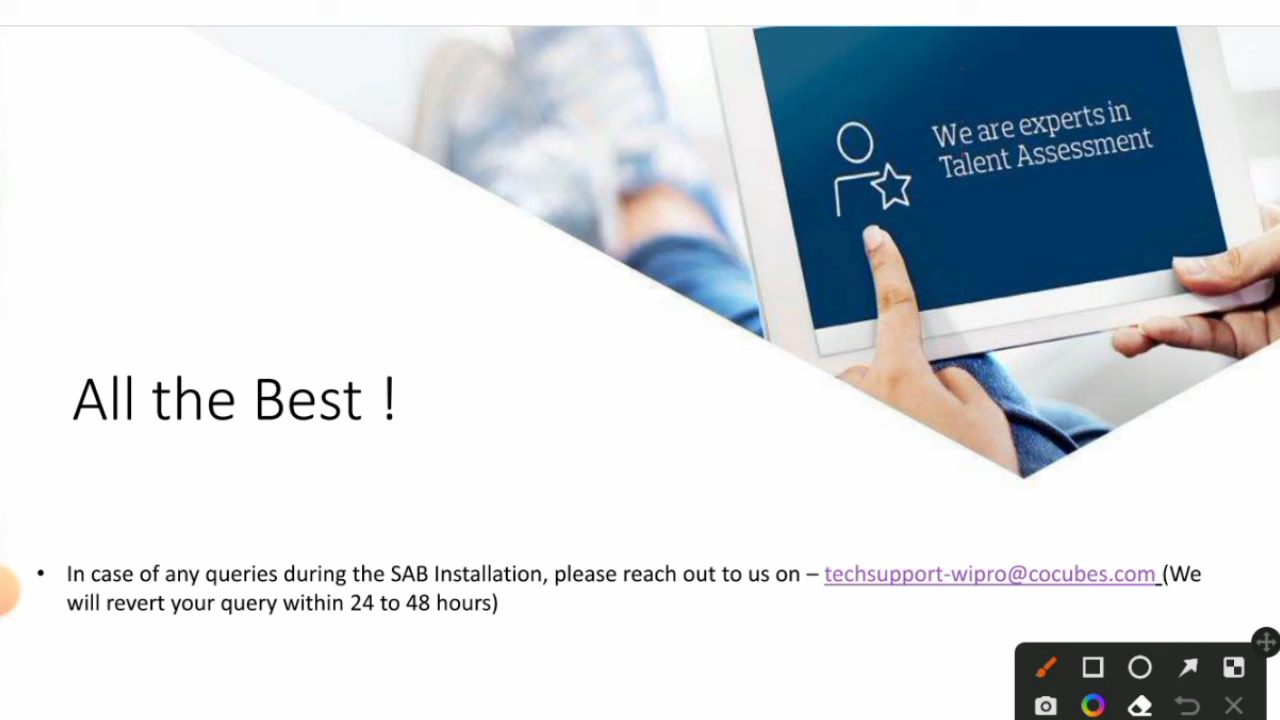 We are experts in
Talent Assessment
All the Best !
• In case of any queries during the SAB Installation, please reach out to us on – techsupport-wipro@cocubes.com (We
will revert your query within 24 to 48 hours)